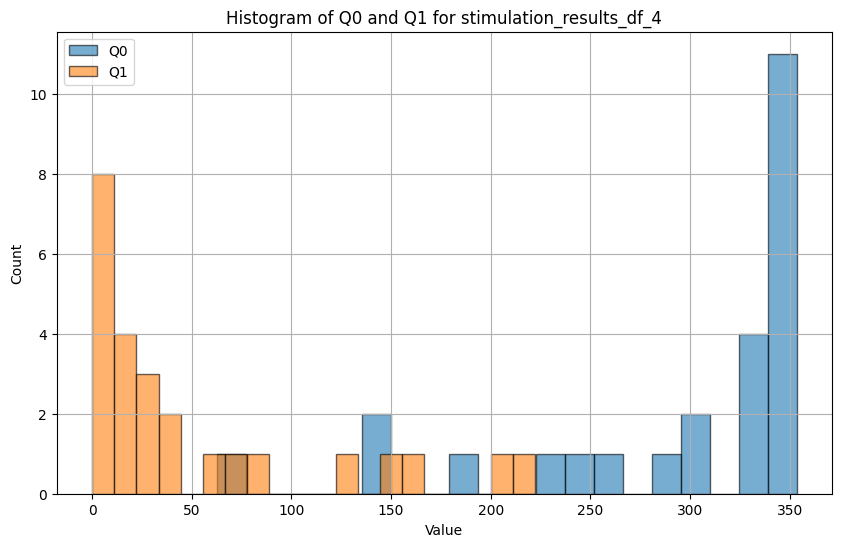 Histogram of Q0 and Q1 for stimulation_results_df_4
Q0
Q1
Count
10
8
6
4
2
0
0 50 100 150 200 250 300 350
Value